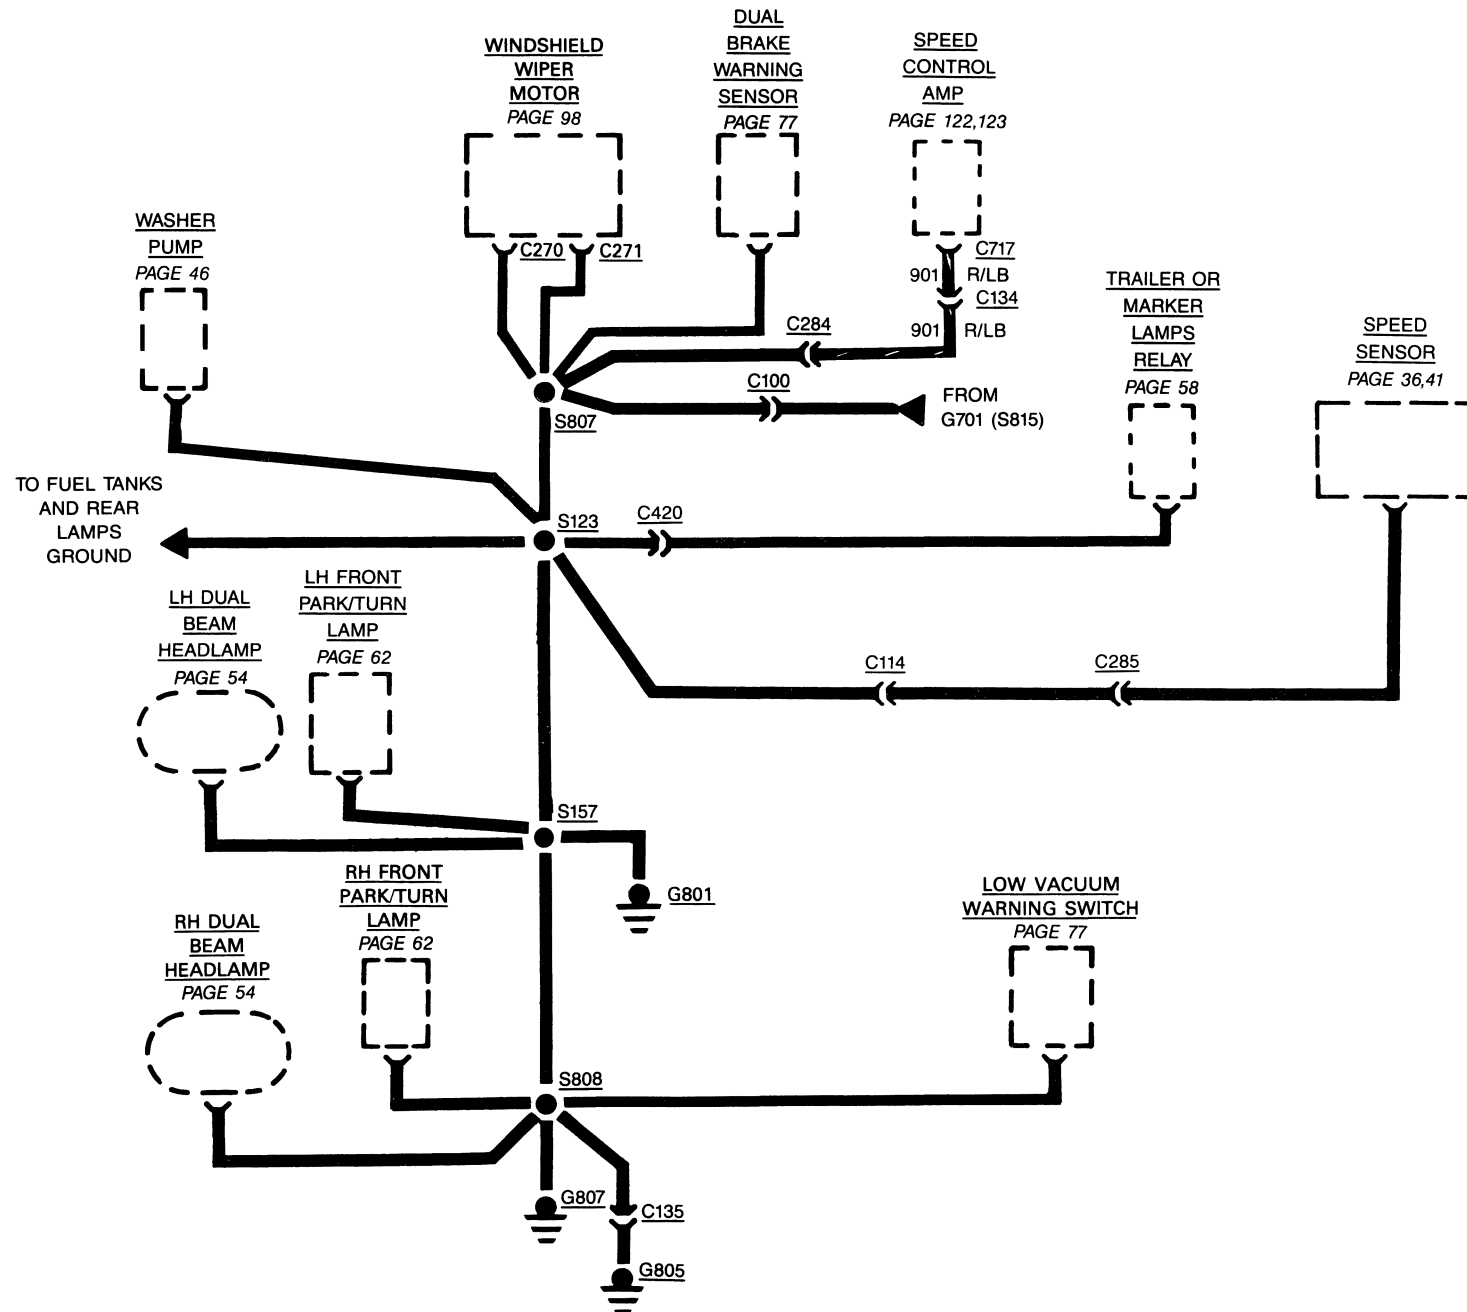 DUAL
BRAKE
WARNING
SENSOR
PAGE 77
WINDSHIELD
WIPER
MOTOR
PAGE 98
SPEED
CONTROL
AMP
PAGE 122,123
WASHER
PUMP
PAGE 46
C270
C271
C717
901 R/LB
C134
901 R/LB
C284
TRAILER OR
MARKER
LAMPS
RELAY
PAGE 58
SPEED
SENSOR
PAGE 36,41
C100
FROM
G701 (S815)
S807
TO FUEL TANKS
AND REAR
LAMPS
GROUND
S123
C420
LH DUAL
BEAM
HEADLAMP
PAGE 54
LH FRONT
PARK/TURN
LAMP
PAGE 62
C114
C285
S157
G801
RH FRONT
PARK/TURN
LAMP
PAGE 62
RH DUAL
BEAM
HEADLAMP
PAGE 54
LOW VACUUM
WARNING SWITCH
PAGE 77
S808
G807
C135
G805